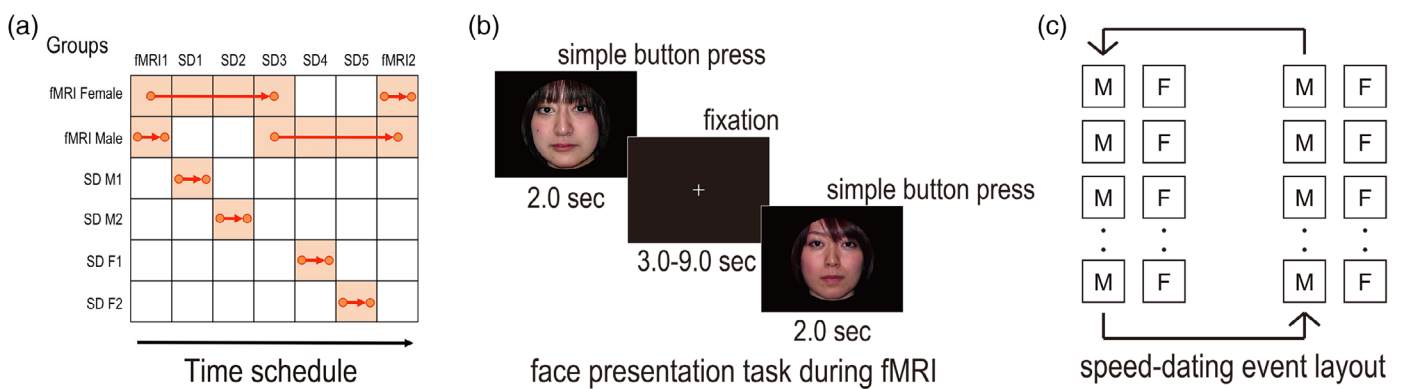 (a)
Groups
fMRI1 SD1 SD2 SD3 SD4 SD5 fMRI2
fMRI Female
fMRI Male
SD M1
SD M2
SD F1
SD F2
Time schedule
(b)
simple button press
fixation
2.0 sec
simple button press
3.0-9.0 sec
2.0 sec
face presentation task during fMRI
(c)
M F M F
M F M F
M F M F
M F M F
speed-dating event layout